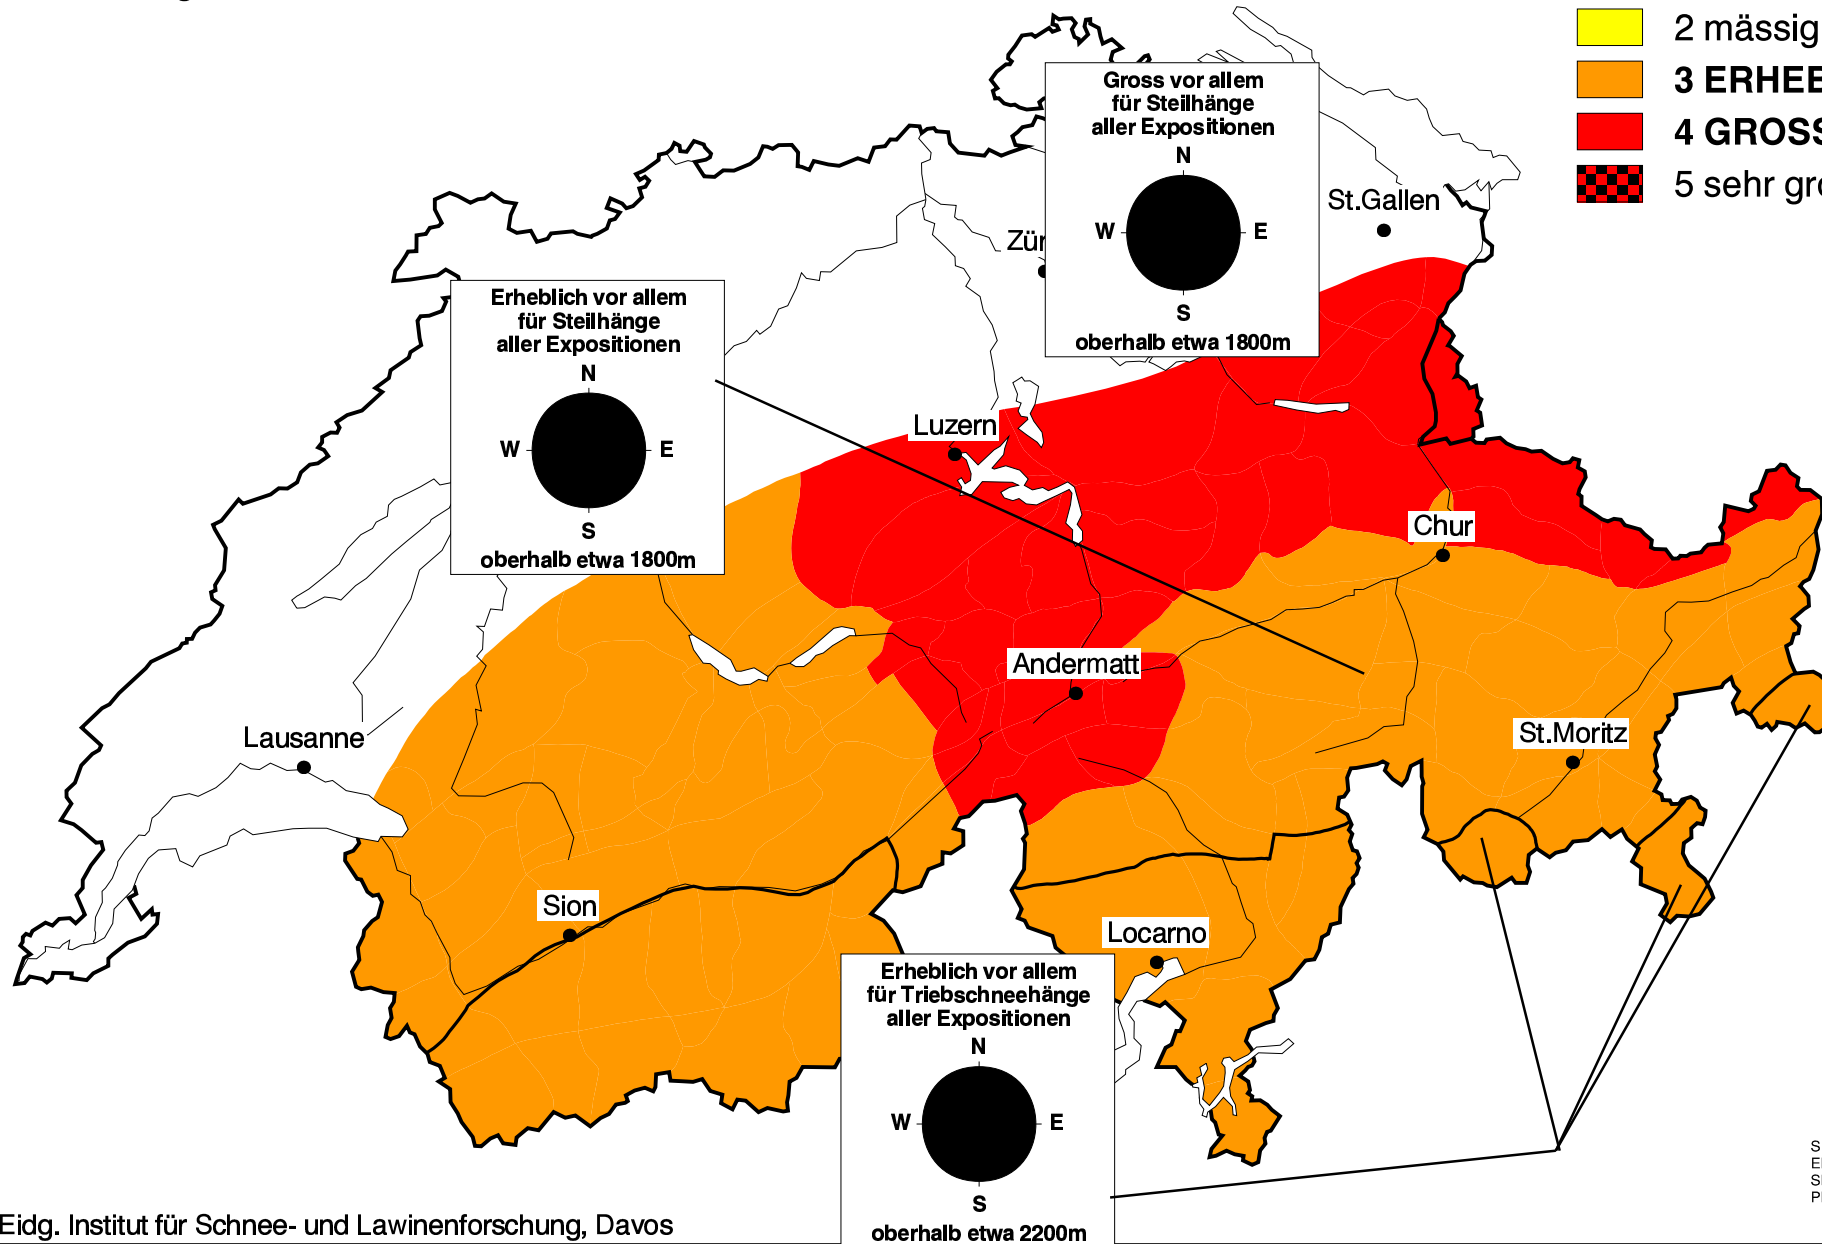 2 mässig
3 ERHEB
4 GROSS
5 sehr gro
Gross vor allem
für Steilhänge
aller Expositionen
N
W
E
S
oberhalb etwa 1800m
St.Gallen
Zür
Erheblich vor allem
für Steilhänge
aller Expositionen
N
W
E
S
oberhalb etwa 1800m
Luzern
Chur
Andermatt
Lausanne
St.Moritz
Sion
Locarno
Erheblich vor allem
für Triebschneehänge
aller Expositionen
N
W
E
S
oberhalb etwa 2200m
Eidg. Institut für Schnee- und Lawinenforschung, Davos